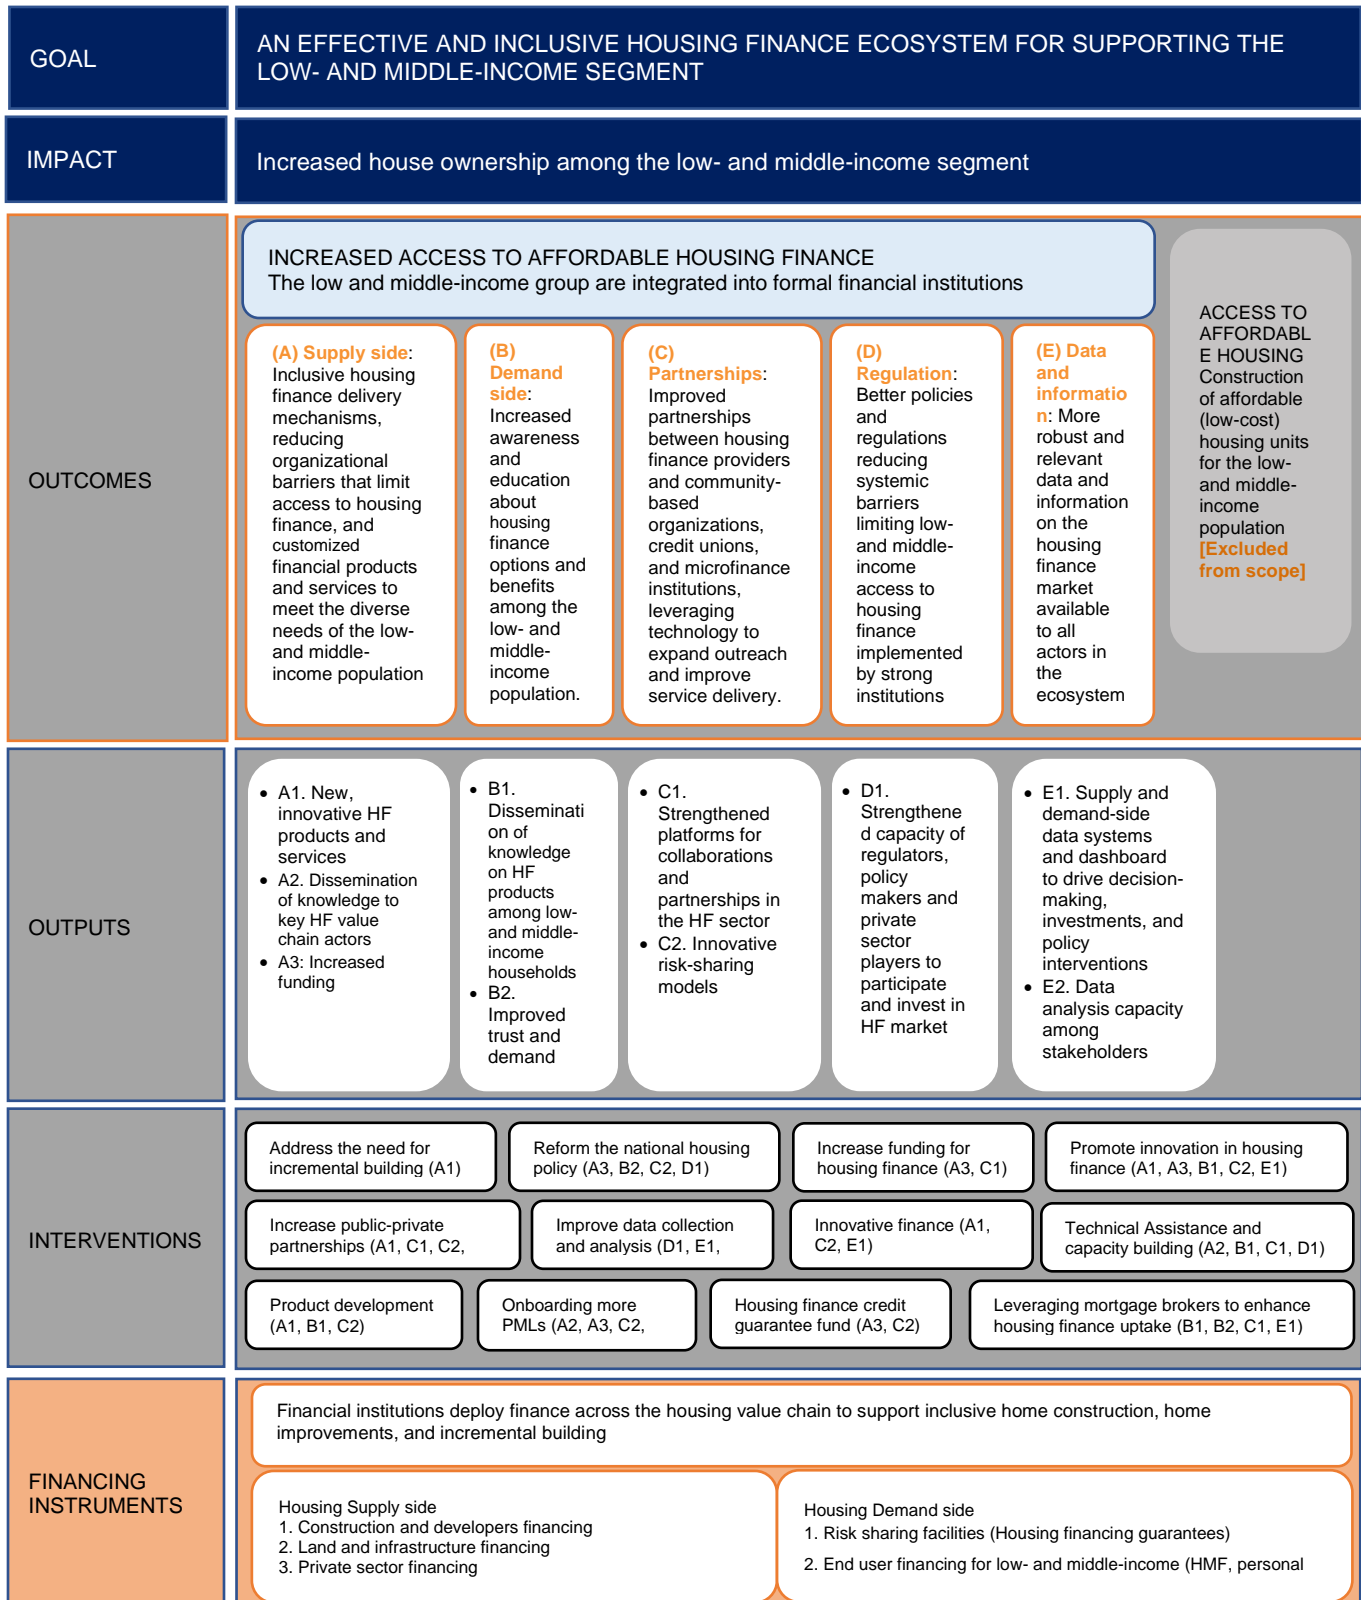 GOAL
AN EFFECTIVE AND INCLUSIVE HOUSING FINANCE ECOSYSTEM FOR SUPPORTING THE
LOW- AND MIDDLE-INCOME SEGMENT
IMPACT
Increased house ownership among the low- and middle-income segment
OUTCOMES
INCREASED ACCESS TO AFFORDABLE HOUSING FINANCE
The low and middle-income group are integrated into formal financial institutions
(A) Supply side:
Inclusive housing
finance delivery
mechanisms,
reducing
organizational
barriers that limit
access to housing
finance, and
customized
financial products
and services to
meet the diverse
needs of the low-
and middle-
income population
(B)
Demand
side:
Increased
awareness
and
education
about
housing
finance
options and
benefits
among the
low- and
middle-
income
population.
(C)
Partnerships:
Improved
partnerships
between housing
finance providers
and community-
based
organizations,
credit unions,
and microfinance
institutions,
leveraging
technology to
expand outreach
and improve
service delivery.
(D)
Regulation:
Better policies
and
regulations
reducing
systemic
barriers
limiting low-
and middle-
income
access to
housing
finance
implemented
by strong
institutions
(E) Data
and
informatio
n: More
robust and
relevant
data and
information
on the
housing
finance
market
available
to all
actors in
the
ecosystem
ACCESS TO
AFFORDABL
E HOUSING
Construction
of affordable
(low-cost)
housing units
for the low-
and middle-
income
population
[Excluded
from scope]
OUTPUTS
• A1. New,
innovative HF
products and
services
• A2. Dissemination
of knowledge to
key HF value
chain actors
• A3: Increased
funding
• B1.
Disseminati
on of
knowledge
on HF
products
among low-
and middle-
income
households
• B2.
Improved
trust and
demand
• C1.
Strengthened
platforms for
collaborations
and
partnerships in
the HF sector
• C2. Innovative
risk-sharing
models
• D1.
Strengthene
d capacity of
regulators,
policy
makers and
private
sector
players to
participate
and invest in
HF market
• E1. Supply and
demand-side
data systems
and dashboard
to drive decision-
making,
investments, and
policy
interventions
• E2. Data
analysis capacity
among
stakeholders
INTERVENTIONS
Address the need for
incremental building (A1)
Reform the national housing
policy (A3, B2, C2, D1)
Increase funding for
housing finance (A3, C1)
Promote innovation in housing
finance (A1, A3, B1, C2, E1)
Increase public-private
partnerships (A1, C1, C2,
Improve data collection
and analysis (D1, E1,
Innovative finance (A1,
C2, E1)
Technical Assistance and
capacity building (A2, B1, C1, D1)
Product development
(A1, B1, C2)
Onboarding more
PMLs (A2, A3, C2,
Housing finance credit
guarantee fund (A3, C2)
Leveraging mortgage brokers to enhance
housing finance uptake (B1, B2, C1, E1)
FINANCING
INSTRUMENTS
Financial institutions deploy finance across the housing value chain to support inclusive home construction, home
improvements, and incremental building
Housing Supply side
1. Construction and developers financing
2. Land and infrastructure financing
3. Private sector financing
Housing Demand side
1. Risk sharing facilities (Housing financing guarantees)
2. End user financing for low- and middle-income (HMF, personal